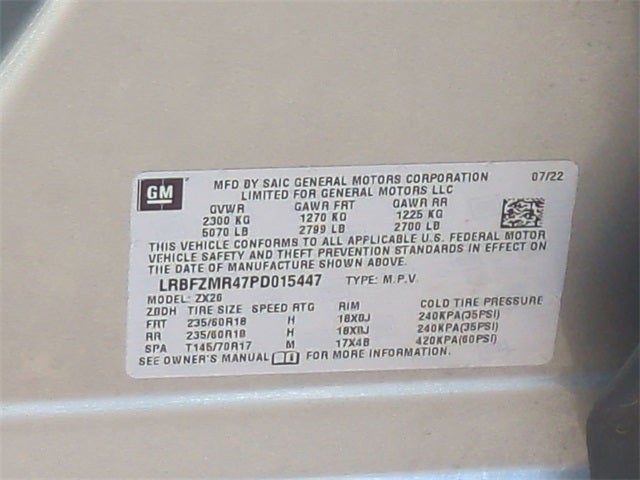 GM
MFD BY SAIC GENERAL MOTORS CORPORATION 07/22
LIMITED FOR GENERAL MOTORS LLC
GVWR GAWR FRT GAWR RR
2300 KG 1270 KG 1225 KG
5070 LB 2799 LB 2700 LB
THIS VEHICLE CONFORMS TO ALL APPLICABLE U.S. FEDERAL MOTOR
VEHICLE SAFETY AND THEFT PREVENTION STANDARDS IN EFFECT ON
THE DATE OF MANUFACTURE SHOWN ABOVE.
LRBFZMR47PD015447 TYPE: M.P.V.
MODEL: ZX26
TIRE SIZE SPEED RTG RIM COLD TIRE PRESSURE
FRT 235/60R18 H 18X8J 240KPA(35PSI)
RR 235/60R18 H 18X8J 240KPA(35PSI)
SPA T145/70R17 M 17X4B 420KPA(60PSI)
SEE OWNER'S MANUAL FOR MORE INFORMATION.